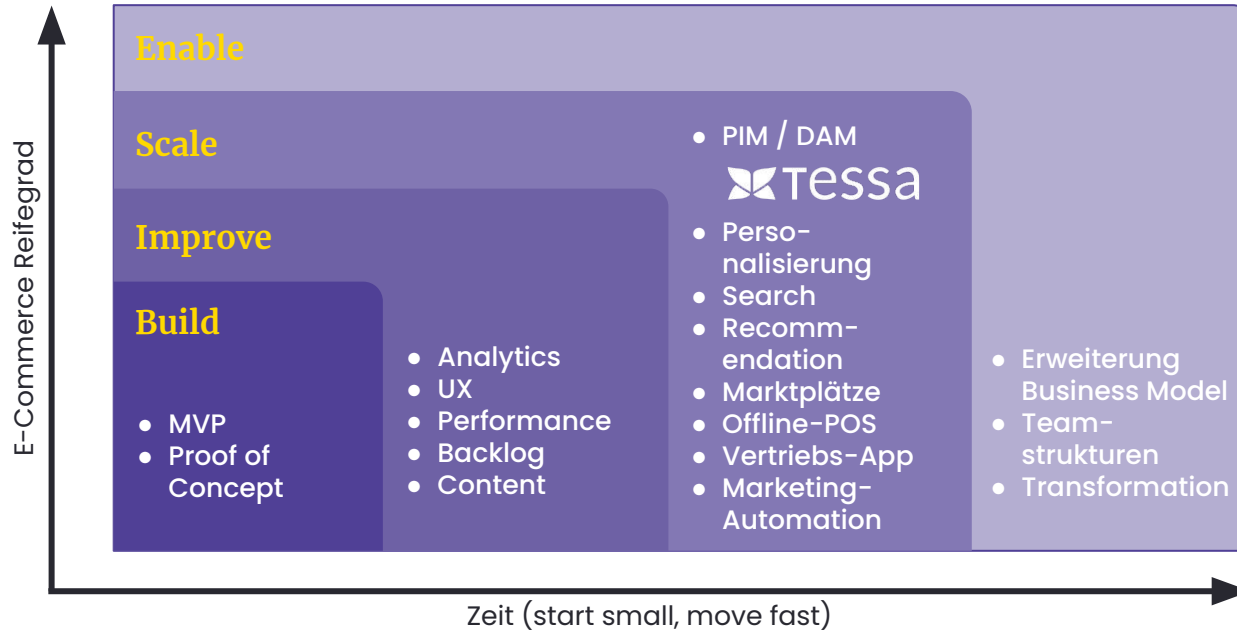 E-Commerce Reifegrad
Enable
Scale
Improve
Build
● MVP
● Proof of
Concept
● Analytics
● UX
● Performance
● Backlog
● Content
● PIM / DAM
Tessa
● Perso-
nalisierung
● Search
● Recomm-
endation
● Marktplätze
● Offline-POS
● Vertriebs-App
● Marketing-
Automation
● Erweiterung
Business Model
● Team-
strukturen
● Transformation
Zeit (start small, move fast)